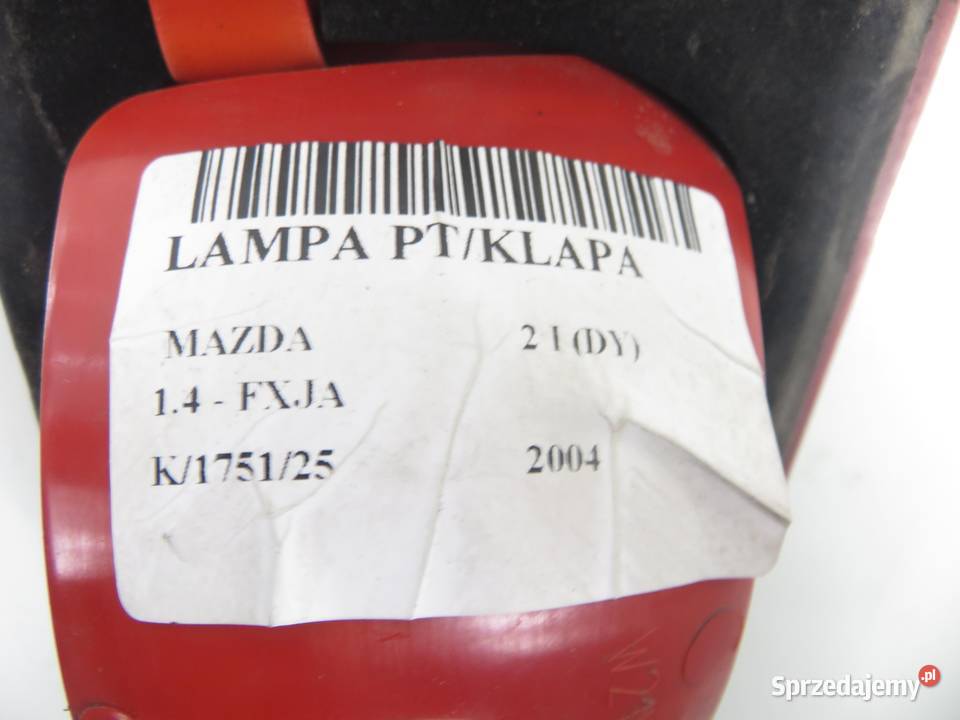 LAMPA PT/KLAPA
MAZDA 2 I (DY)
1.4 - FXJA
K/1751/25 2004
Sprzedajemy.pl